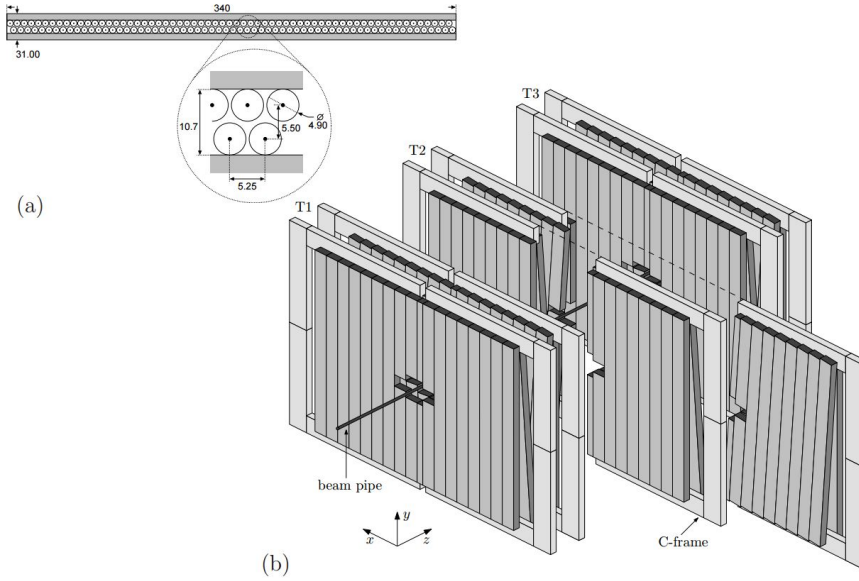 340
31.00
10.7
5.50
Ø
4.90
5.25
(a)
T3
T2
T1
beam pipe
y
x
z
C-frame
(b)